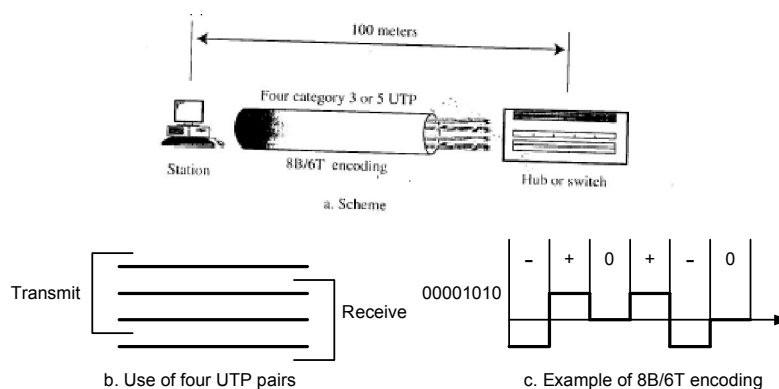 100 meters
Four category 3 or 5 UTP
8B/6T encoding
Station
Hub or switch
a. Scheme
Transmit
Receive
b. Use of four UTP pairs
- + 0 + - 0
00001010
c. Example of 8B/6T encoding